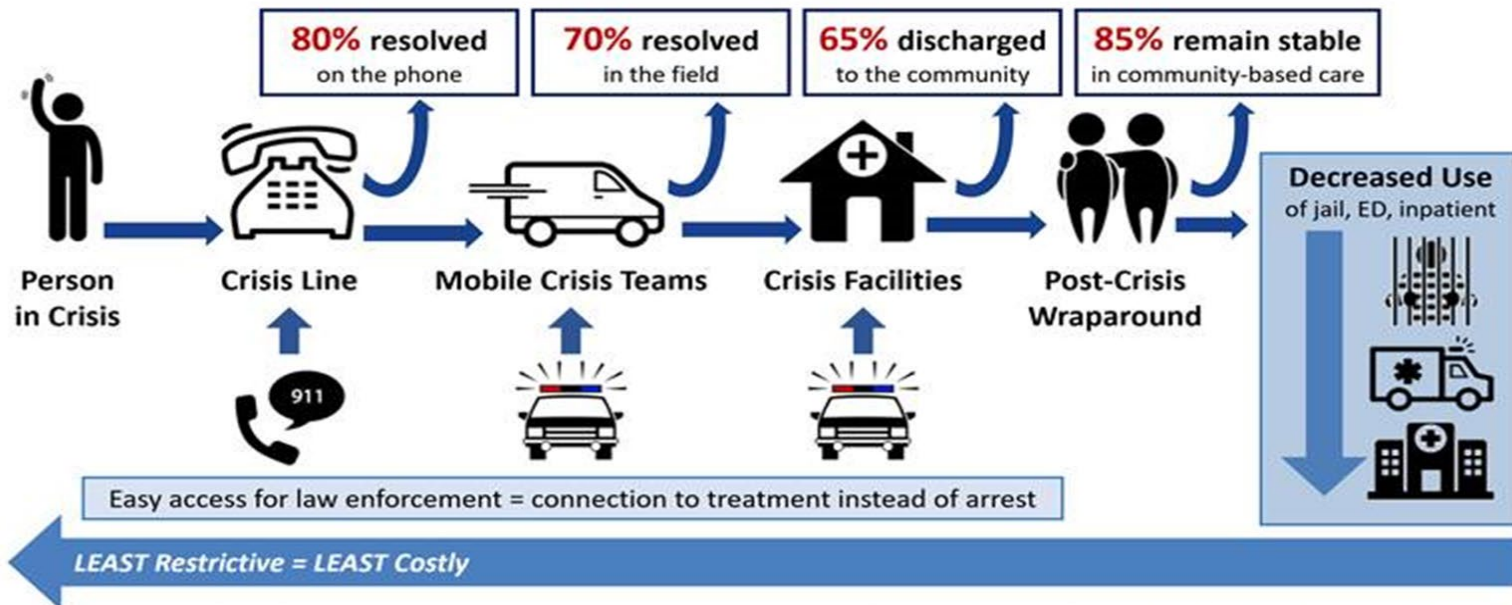 80% resolved
on the phone
70% resolved
in the field
65% discharged
to the community
85% remain stable
in community-based care
Person
in Crisis
Crisis Line
Mobile Crisis Teams
Crisis Facilities
Post-Crisis
Wraparound
Decreased Use
of jail, ED, inpatient
911
Easy access for law enforcement = connection to treatment instead of arrest
LEAST Restrictive = LEAST Costly